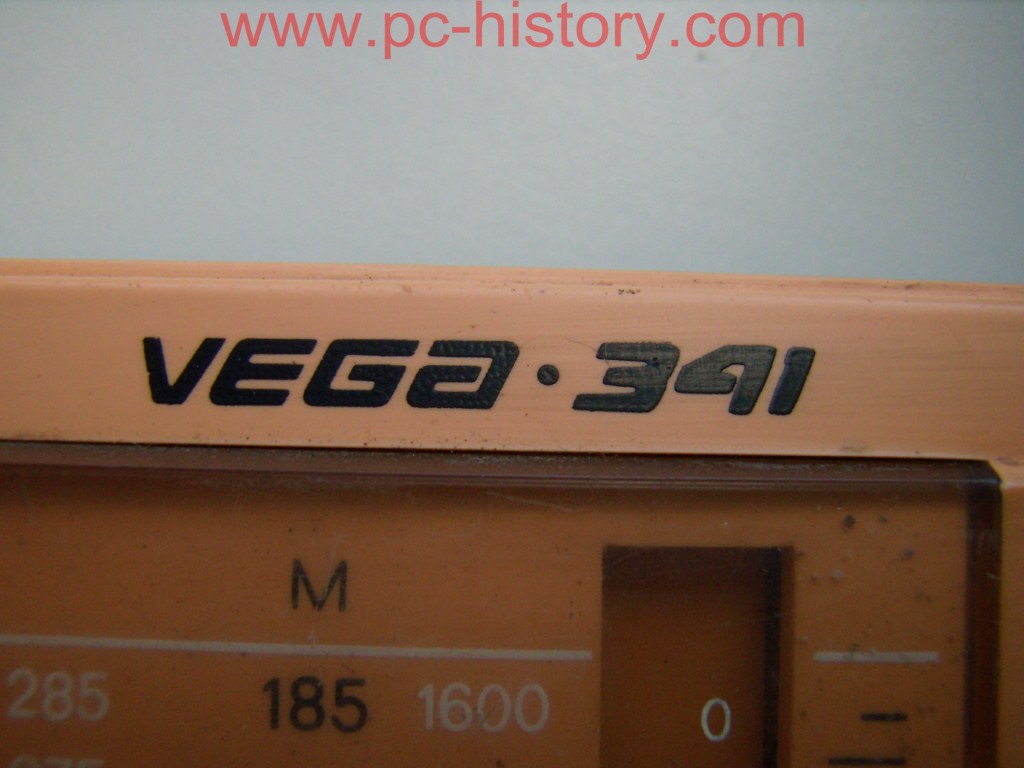 www.pc-history.com
VEGA · 341
M
285 185 1600 0